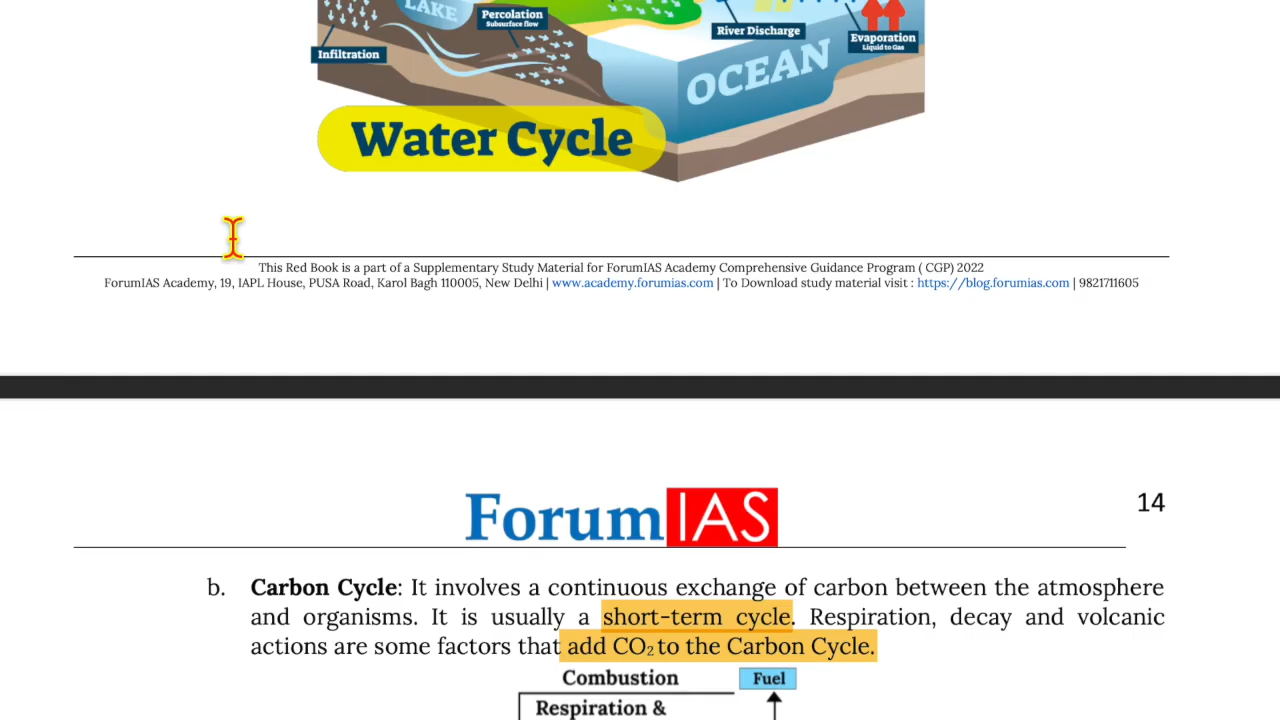 LAKE
Percolation
Subsurface flow
River Discharge
Evaporation
Liquid to Gas
Infiltration
OCEAN
Water Cycle
This Red Book is a part of a Supplementary Study Material for ForumIAS Academy Comprehensive Guidance Program ( CGP) 2022
ForumIAS Academy, 19, IAPL House, PUSA Road, Karol Bagh 110005, New Delhi | www.academy.forumias.com | To Download study material visit : https://blog.forumias.com | 9821711605
ForumIAS
14
b. Carbon Cycle: It involves a continuous exchange of carbon between the atmosphere
and organisms. It is usually a short-term cycle. Respiration, decay and volcanic
actions are some factors that add CO₂ to the Carbon Cycle.
Combustion
Fuel
Respiration &